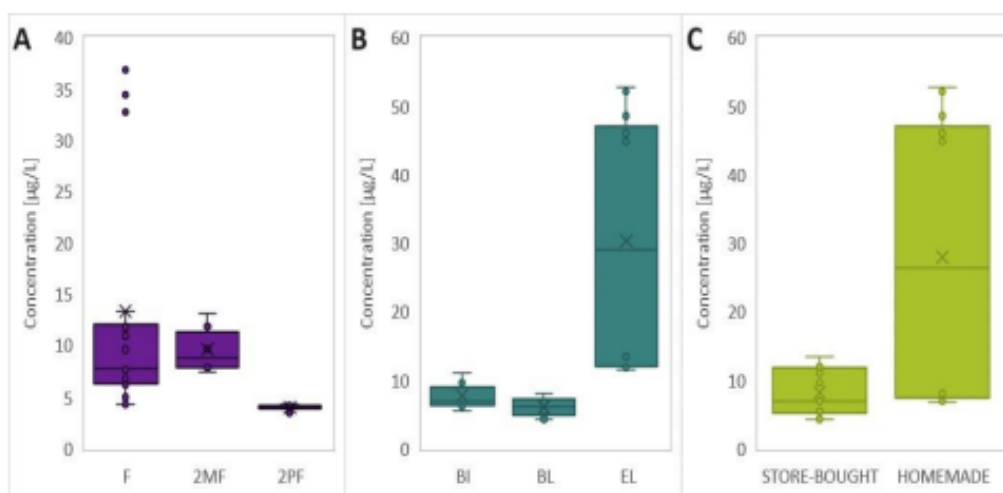 A
Concentration [µg/L]
40
35
30
25
20
15
10
5
0
F 2MF 2PF
B
Concentration [µg/L]
60
50
40
30
20
10
0
BI BL EL
C
Concentration [µg/L]
60
50
40
30
20
10
0
STORE-BOUGHT HOMEMADE